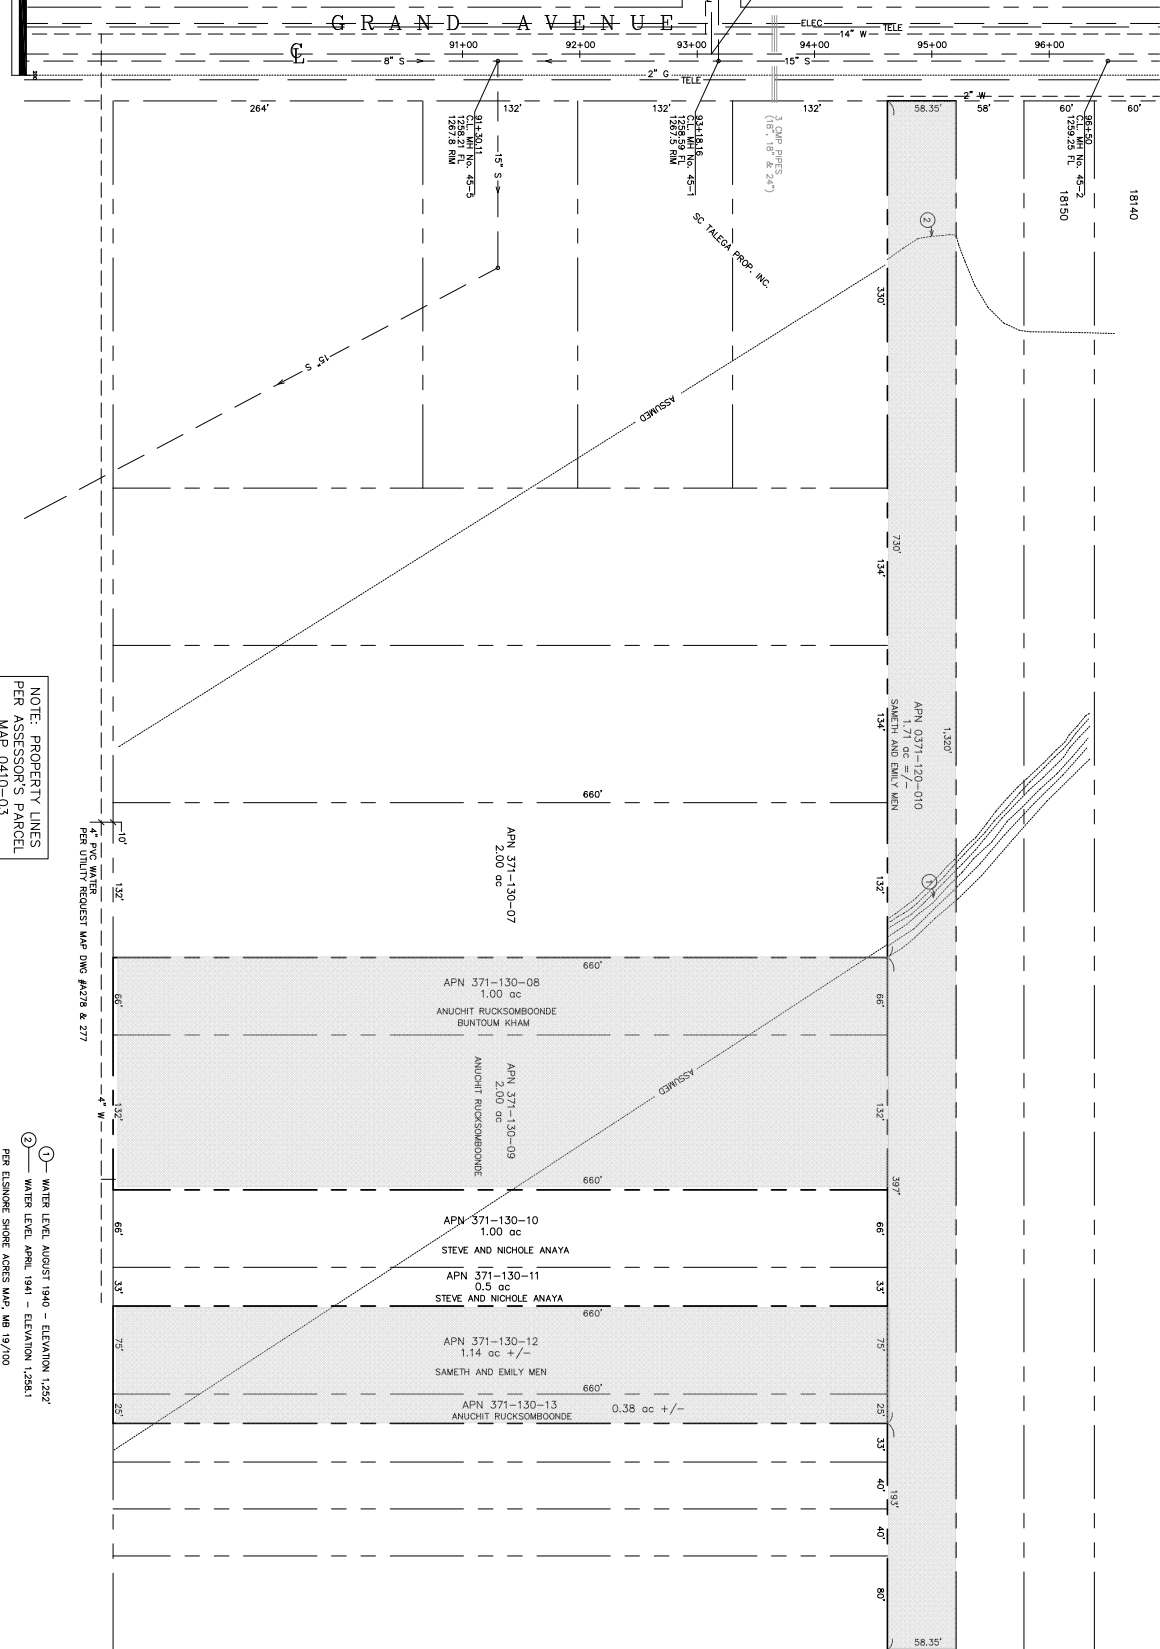 GRAND AVENUE
ELEC
TELE
14" W
91+00
92+00
93+00
94+00
95+00
96+00
8" S
15" S
2" G
TELE
2" W
264'
132'
132'
132'
58.35'
58'
60'
60'
91+30.11
C.L. MH No. 45-5
1258.21 FL
1267.8 RIM
15" S
93+18.16
C.L. MH No. 45-1
1258.59 FL
1267.5 RIM
3 CMP PIPES
(18", 18" & 24")
96+50
C.L. MH No. 45-2
1259.25 FL
18150
18140
SC TALEGA PROP. INC.
2
330'
15" S
ASSUMED
730'
134'
134'
APN 0371-120-010
1.71 ac =/-
SAMETH AND EMILY MEN
1,320'
NOTE: PROPERTY LINES
PER ASSESSOR'S PARCEL
MAP 0410-03
660'
10'
4" PVC WATER
PER UTILITY REQUEST MAP DWG #A278 & 277
132'
APN 371-130-07
2.00 ac
132'
1
660'
66'
APN 371-130-08
1.00 ac
ANUCHIT RUCKSOMBOONDE
BUNTOUM KHAM
66'
4" W
132'
APN 371-130-09
2.00 ac
ANUCHIT RUCKSOMBOONDE
ASSUMED
132'
660'
397'
66'
APN 371-130-10
1.00 ac
STEVE AND NICHOLE ANAYA
66'
33'
APN 371-130-11
0.5 ac
STEVE AND NICHOLE ANAYA
33'
660'
75'
APN 371-130-12
1.14 ac +/-
SAMETH AND EMILY MEN
75'
660'
25'
APN 371-130-13
0.38 ac +/-
ANUCHIT RUCKSOMBOONDE
25'
33'
40'
193'
40'
80'
58.35'
1 WATER LEVEL AUGUST 1940 - ELEVATION 1,252'
2 WATER LEVEL APRIL 1941 - ELEVATION 1,258.1
PER ELSINORE SHORE ACRES MAP, MB 19/100